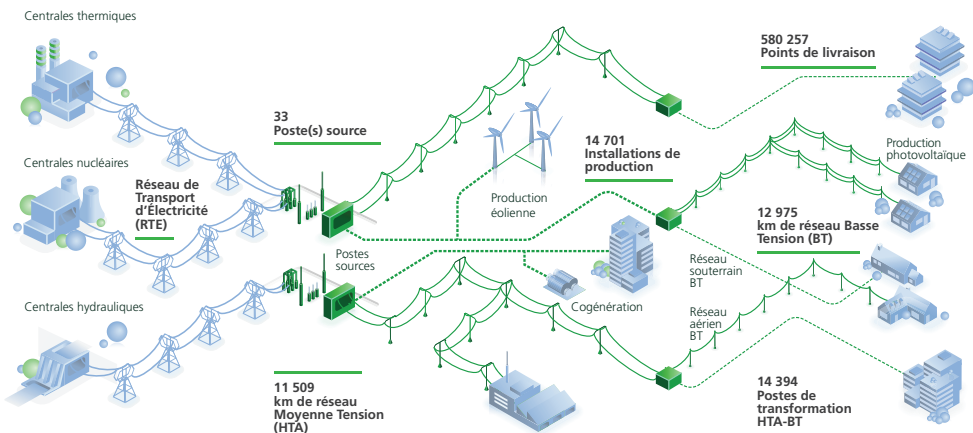 Centrales thermiques
580 257
Points de livraison
33
Poste(s) source
14 701
Installations de
production
Production
photovoltaïque
Centrales nucléaires
Réseau de
Transport
d'Électricité
(RTE)
Production
éolienne
12 975
km de réseau Basse
Tension (BT)
Postes
sources
Réseau
souterrain
BT
Centrales hydrauliques
Cogénération
Réseau
aérien
BT
11 509
km de réseau
Moyenne Tension
(HTA)
14 394
Postes de
transformation
HTA-BT